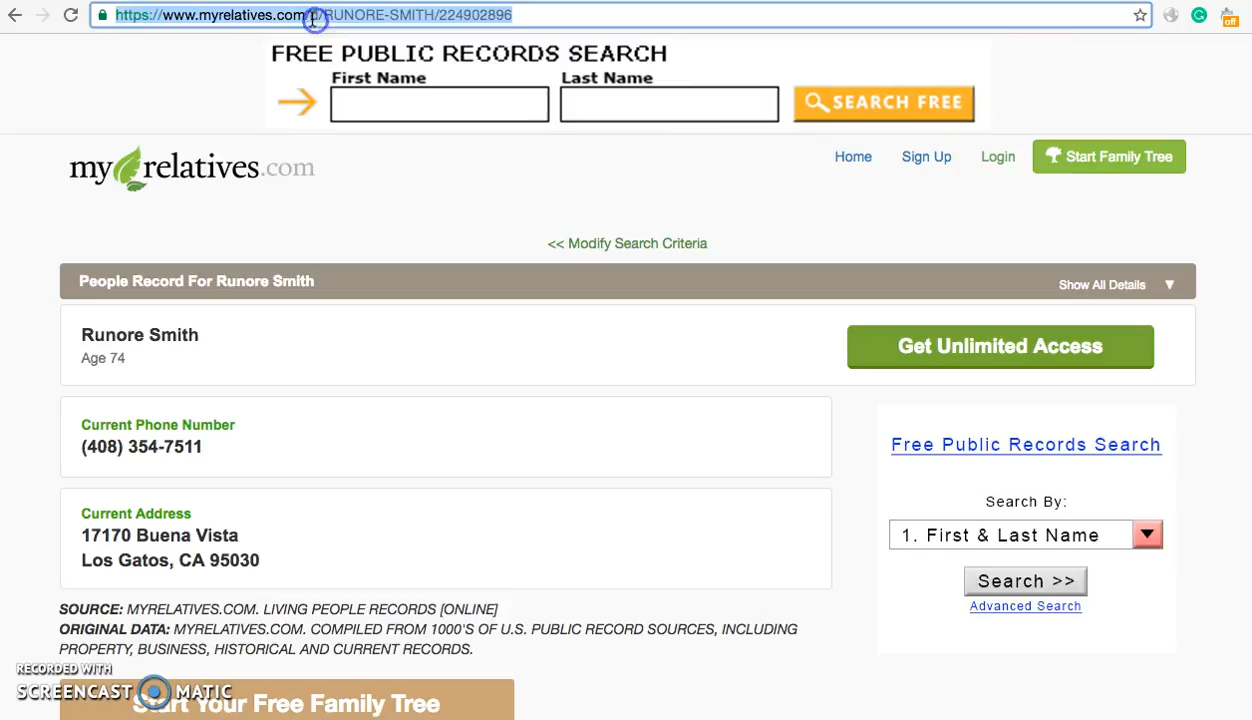 https://www.myrelatives.com/p/RUNORE-SMITH/224902896
off
FREE PUBLIC RECORDS SEARCH
First Name Last Name
SEARCH FREE
my relatives.com
Home Sign Up Login Start Family Tree
<< Modify Search Criteria
People Record For Runore Smith Show All Details ▼
Runore Smith
Age 74
Get Unlimited Access
Current Phone Number
(408) 354-7511
Current Address
17170 Buena Vista
Los Gatos, CA 95030
Free Public Records Search
Search By:
1. First & Last Name
Search >>
Advanced Search
SOURCE: MYRELATIVES.COM. LIVING PEOPLE RECORDS [ONLINE]
ORIGINAL DATA: MYRELATIVES.COM. COMPILED FROM 1000'S OF U.S. PUBLIC RECORD SOURCES, INCLUDING
PROPERTY, BUSINESS, HISTORICAL AND CURRENT RECORDS.
RECORDED WITH
SCREENCAST MATIC
Start Your Free Family Tree